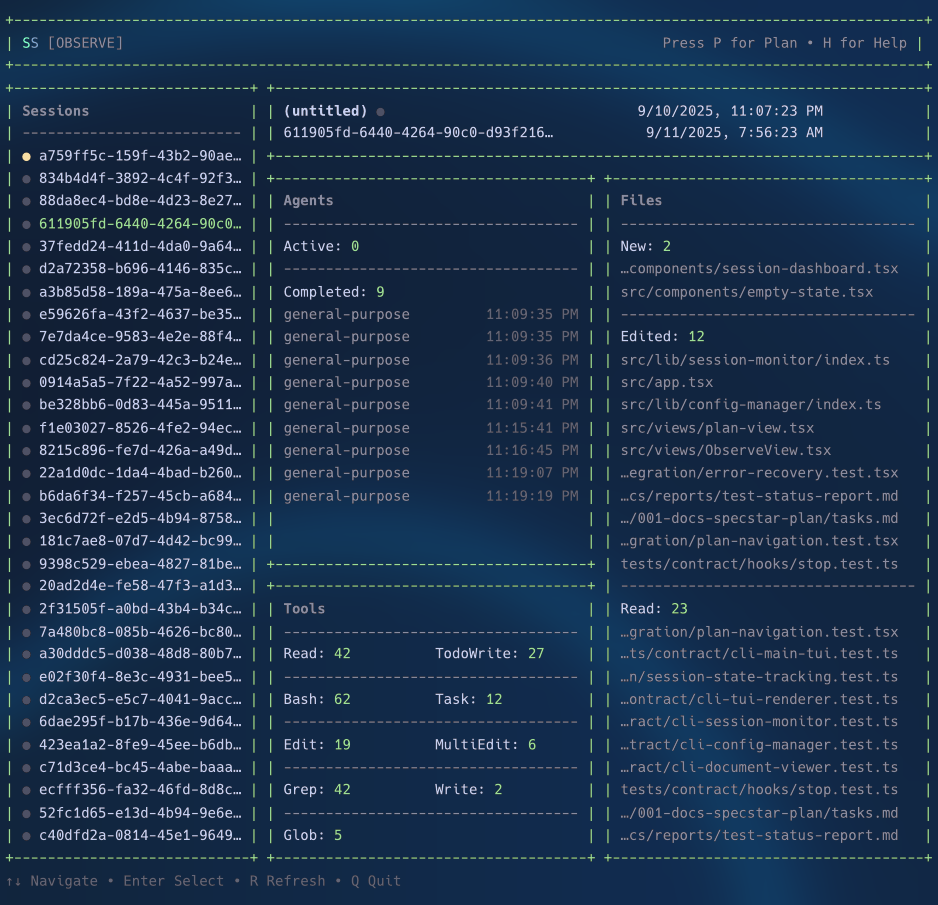 SS [OBSERVE] Press P for Plan • H for Help
Sessions
a759ff5c-159f-43b2-90ae…
834b4d4f-3892-4c4f-92f3…
88da8ec4-bd8e-4d23-8e27…
611905fd-6440-4264-90c0…
37fedd24-411d-4da0-9a64…
d2a72358-b696-4146-835c…
a3b85d58-189a-475a-8ee6…
e59626fa-43f2-4637-be35…
7e7da4ce-9583-4e2e-88f4…
cd25c824-2a79-42c3-b24e…
0914a5a5-7f22-4a52-997a…
be328bb6-0d83-445a-9511…
f1e03027-8526-4fe2-94ec…
8215c896-fe7d-426a-a49d…
22a1d0dc-1da4-4bad-b260…
b6da6f34-f257-45cb-a684…
3ec6d72f-e2d5-4b94-8758…
181c7ae8-07d7-4d42-bc99…
9398c529-ebea-4827-81be…
20ad2d4e-fe58-47f3-a1d3…
2f31505f-a0bd-43b4-b34c…
7a480bc8-085b-4626-bc80…
a30dddc5-d038-48d8-80b7…
e02f30f4-8e3c-4931-bee5…
d2ca3ec5-e5c7-4041-9acc…
6dae295f-b17b-436e-9d64…
423ea1a2-8fe9-45ee-b6db…
c71d3ce4-bc45-4abe-baaa…
ecfff356-fa32-46fd-8d8c…
52fc1d65-e13d-4b94-9e6e…
c40dfd2a-0814-45e1-9649…
(untitled) 9/10/2025, 11:07:23 PM
611905fd-6440-4264-90c0-d93f216… 9/11/2025, 7:56:23 AM
Agents
Active: 0
Completed: 9
general-purpose 11:09:35 PM
general-purpose 11:09:35 PM
general-purpose 11:09:36 PM
general-purpose 11:09:40 PM
general-purpose 11:09:41 PM
general-purpose 11:15:41 PM
general-purpose 11:16:45 PM
general-purpose 11:19:07 PM
general-purpose 11:19:19 PM
Tools
Read: 42 TodoWrite: 27
Bash: 62 Task: 12
Edit: 19 MultiEdit: 6
Grep: 42 Write: 2
Glob: 5
Files
New: 2
…components/session-dashboard.tsx
src/components/empty-state.tsx
Edited: 12
src/lib/session-monitor/index.ts
src/app.tsx
src/lib/config-manager/index.ts
src/views/plan-view.tsx
src/views/ObserveView.tsx
…egration/error-recovery.test.tsx
…cs/reports/test-status-report.md
…/001-docs-specstar-plan/tasks.md
…gration/plan-navigation.test.tsx
tests/contract/hooks/stop.test.ts
Read: 23
…gration/plan-navigation.test.tsx
…ts/contract/cli-main-tui.test.ts
…n/session-state-tracking.test.ts
…ontract/cli-tui-renderer.test.ts
…ract/cli-session-monitor.test.ts
…tract/cli-config-manager.test.ts
…ract/cli-document-viewer.test.ts
tests/contract/hooks/stop.test.ts
…/001-docs-specstar-plan/tasks.md
…cs/reports/test-status-report.md
↑↓ Navigate • Enter Select • R Refresh • Q Quit